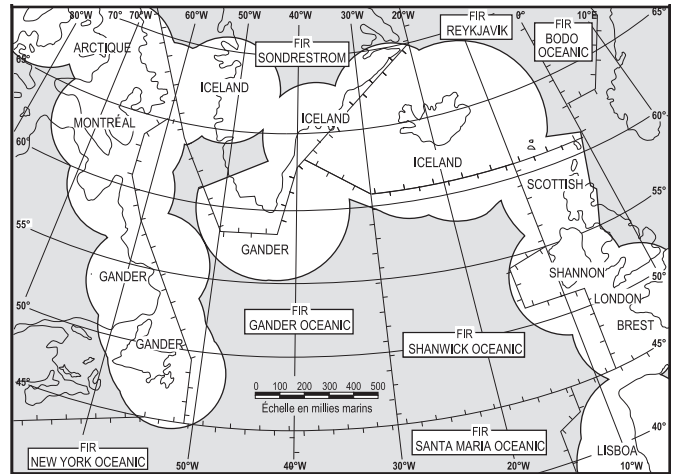 80°W 70°W 60°W 50°W 40°W 30°W 20°W 0° 10°E
65° 65°
ARCTIQUE
FIR
SONDRESTROM
FIR
REYKJAVIK
FIR
BODO
OCEANIC
65°
ICELAND
ICELAND
ICELAND
MONTRÉAL
60°
60°
SCOTTISH
55°
55°
GANDER
SHANNON
50°
GANDER
LONDON
50°
BREST
FIR
GANDER OCEANIC
FIR
SHANWICK OCEANIC
GANDER
45°
45°
0 100 200 300 400 500
Échelle en millies marins
FIR
NEW YORK OCEANIC
FIR
SANTA MARIA OCEANIC
40°
LISBOA
50°W 40°W 30°W 20°W 10°W